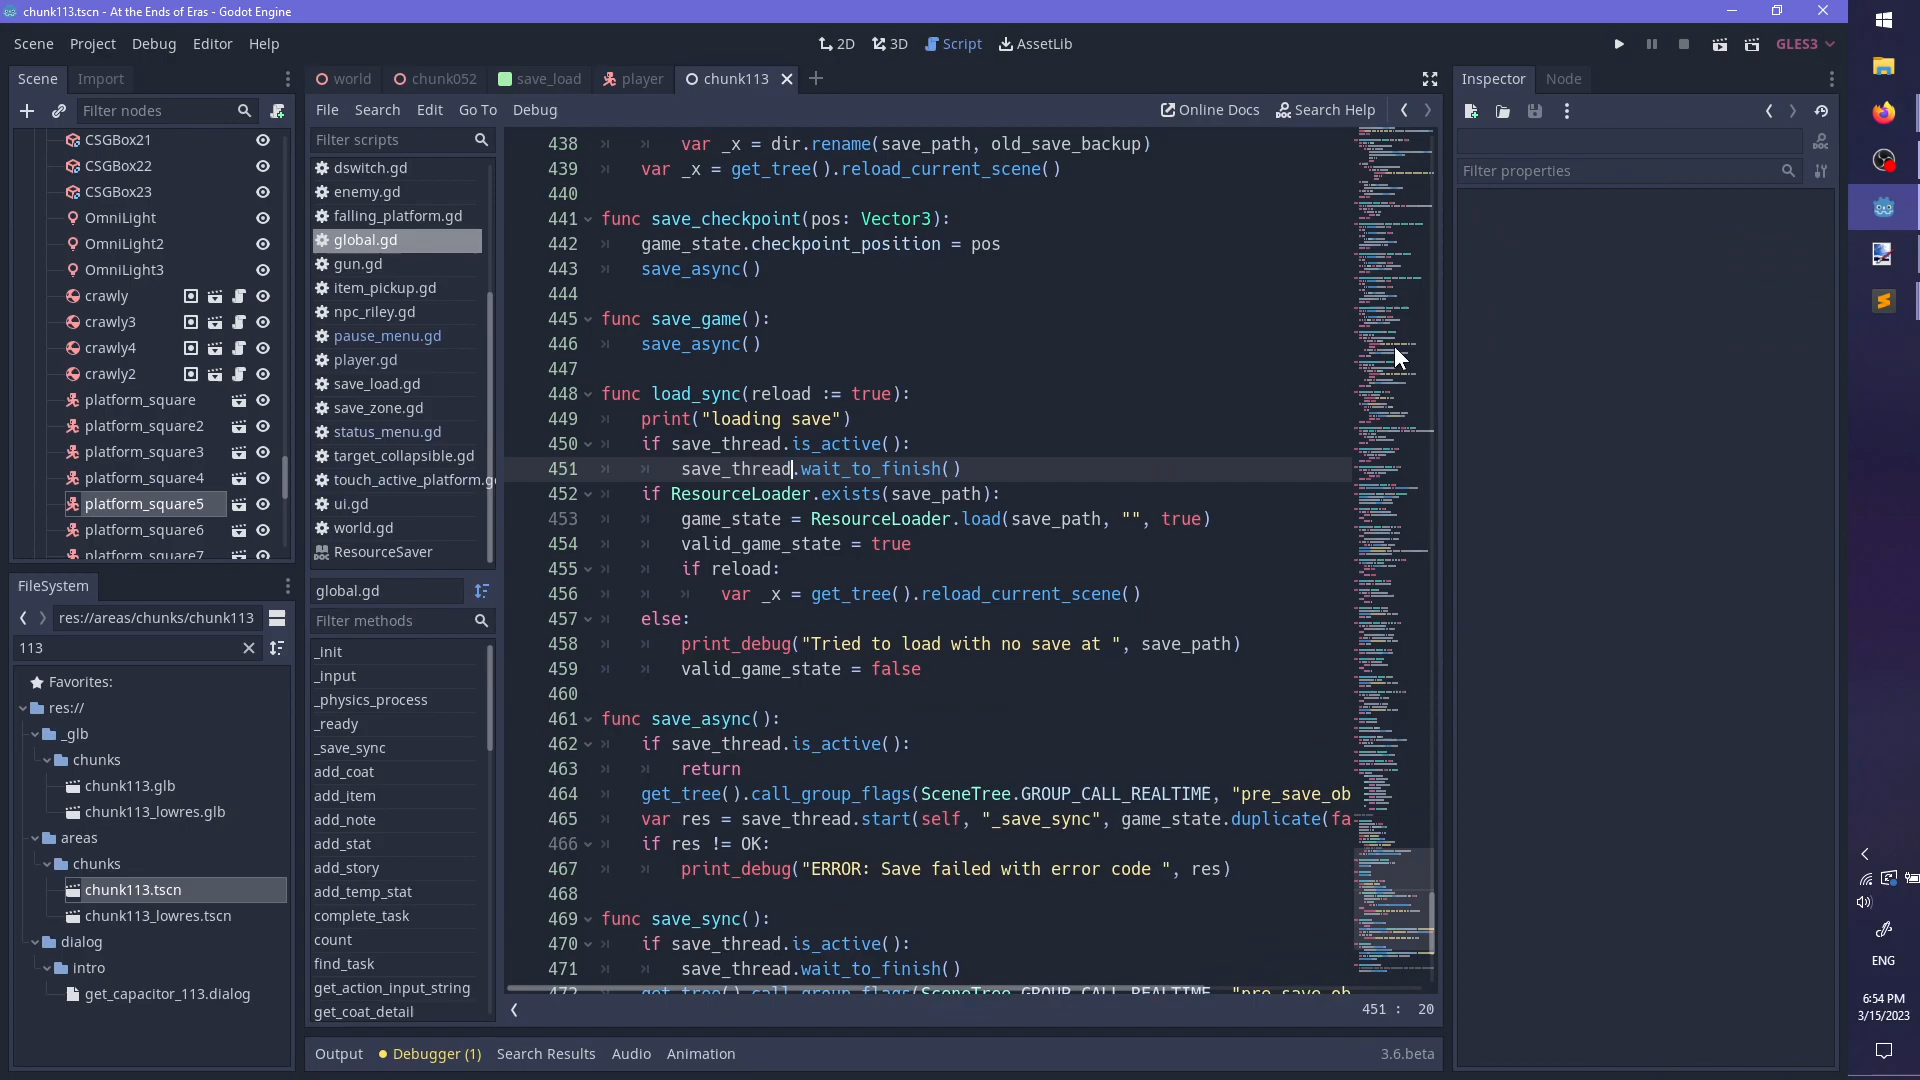 chunk113.tscn - At the Ends of Eras - Godot Engine
Scene Project Debug Editor Help
2D 3D Script AssetLib
GLES3
Scene Import
world chunk052 save_load player chunk113
Inspector Node
Filter nodes
File Search Edit Go To Debug
Online Docs Search Help
CSGBox21
CSGBox22
CSGBox23
OmniLight
OmniLight2
OmniLIght3
crawly
crawly3
crawly4
crawly2
platform_square
platform_square2
platform_square3
platform_square4
platform_square5
platform_square6
platform_square7
FileSystem
res://areas/chunks/chunk113
113
Favorites:
res://
_glb
chunks
chunk113.glb
chunk113_lowres.glb
areas
chunks
chunk113.tscn
chunk113_lowres.tscn
dialog
intro
get_capacitor_113.dialog
Filter scripts
dswitch.gd
enemy.gd
falling_platform.gd
global.gd
gun.gd
item_pickup.gd
npc_riley.gd
pause_menu.gd
player.gd
save_load.gd
save_zone.gd
status_menu.gd
target_collapsible.gd
touch_active_platform.g
ui.gd
world.gd
ResourceSaver
global.gd
Filter methods
_init
_input
_physics_process
_ready
_save_sync
add_coat
add_item
add_note
add_stat
add_story
add_temp_stat
complete_task
count
find_task
get_action_input_string
get_coat_detail
438 var _x = dir.rename(save_path, old_save_backup)
439 var _x = get_tree().reload_current_scene()
440
441 func save_checkpoint(pos: Vector3):
442 game_state.checkpoint_position = pos
443 save_async()
444
445 func save_game():
446 save_async()
447
448 func load_sync(reload := true):
449 print("loading save")
450 if save_thread.is_active():
451 save_thread.wait_to_finish()
452 if ResourceLoader.exists(save_path):
453 game_state = ResourceLoader.load(save_path, "", true)
454 valid_game_state = true
455 if reload:
456 var _x = get_tree().reload_current_scene()
457 else:
458 print_debug("Tried to load with no save at ", save_path)
459 valid_game_state = false
460
461 func save_async():
462 if save_thread.is_active():
463 return
464 get_tree().call_group_flags(SceneTree.GROUP_CALL_REALTIME, "pre_save_ob
465 var res = save_thread.start(self, "_save_sync", game_state.duplicate(fa
466 if res != OK:
467 print_debug("ERROR: Save failed with error code ", res)
468
469 func save_sync():
470 if save_thread.is_active():
471 save_thread.wait_to_finish()
472 get_tree().call_group_flags(SceneTree.GROUP_CALL_REALTIME, "pre_save_ob
451 : 20
Output Debugger (1) Search Results Audio Animation
3.6.beta
Filter properties
ENG
6:54 PM
3/15/2023